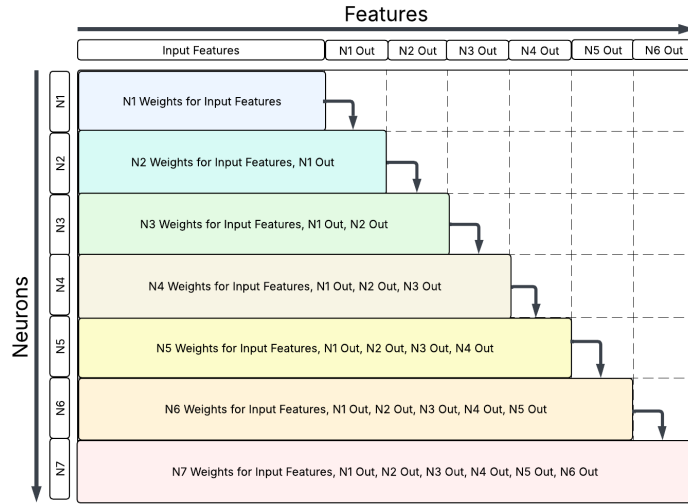 Features
Input Features
N1 Out
N2 Out
N3 Out
N4 Out
N5 Out
N6 Out
Neurons
N1
N1 Weights for Input Features
N2
N2 Weights for Input Features, N1 Out
N3
N3 Weights for Input Features, N1 Out, N2 Out
N4
N4 Weights for Input Features, N1 Out, N2 Out, N3 Out
N5
N5 Weights for Input Features, N1 Out, N2 Out, N3 Out, N4 Out
N6
N6 Weights for Input Features, N1 Out, N2 Out, N3 Out, N4 Out, N5 Out
N7
N7 Weights for Input Features, N1 Out, N2 Out, N3 Out, N4 Out, N5 Out, N6 Out